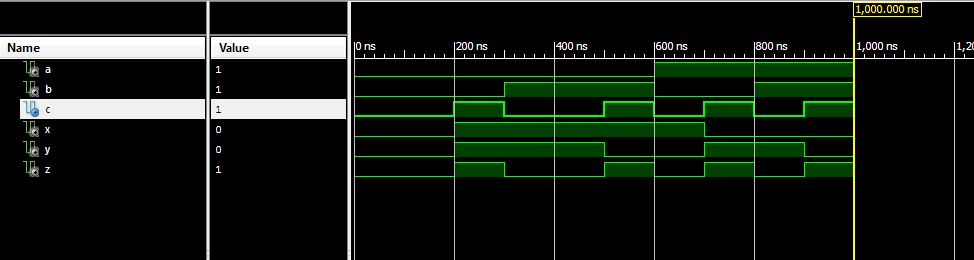 1,000.000 ns
Name Value 0 ns 200 ns 400 ns 600 ns 800 ns 1,000 ns 1,20
a 1
b 1
c 1
x 0
y 0
z 1